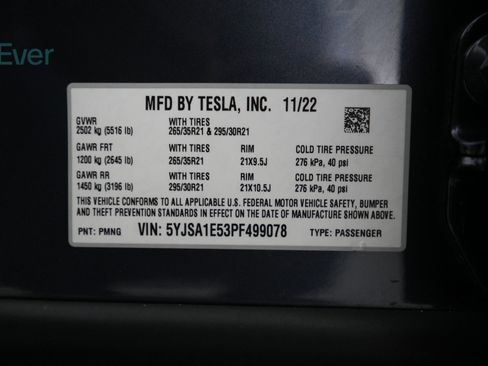 Ever
MFD BY TESLA, INC. 11/22
GVWR WITH TIRES
2502 kg (5516 lb) 265/35R21 & 295/30R21
GAWR FRT WITH TIRES RIM COLD TIRE PRESSURE
1200 kg (2645 lb) 265/35R21 21X9.5J 276 kPa, 40 psi
GAWR RR WITH TIRES RIM COLD TIRE PRESSURE
1450 kg (3196 lb) 295/30R21 21X10.5J 276 kPa, 40 psi
THIS VEHICLE CONFORMS TO ALL APPLICABLE U.S. FEDERAL MOTOR VEHICLE SAFETY, BUMPER
AND THEFT PREVENTION STANDARDS IN EFFECT ON THE DATE OF MANUFACTURE SHOWN ABOVE.
PNT: PMNG VIN: 5YJSA1E53PF499078 TYPE: PASSENGER